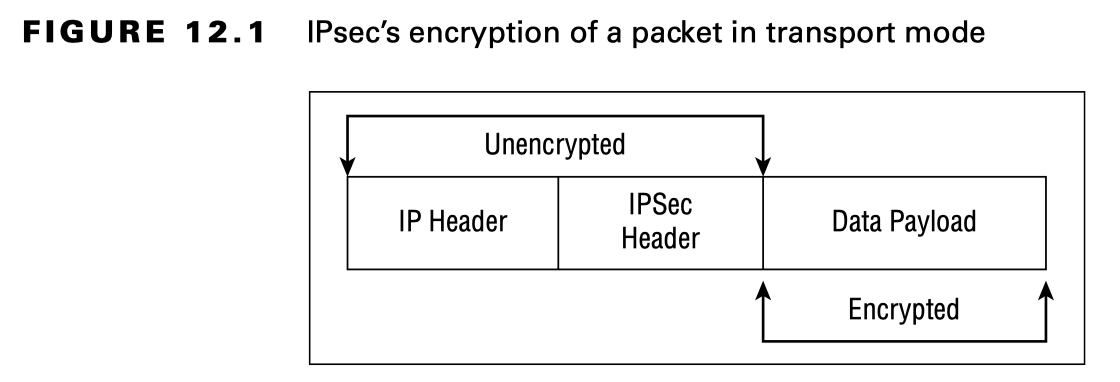 FIGURE 12.1 IPsec's encryption of a packet in transport mode
Unencrypted
IP Header
IPSec
Header
Data Payload
Encrypted